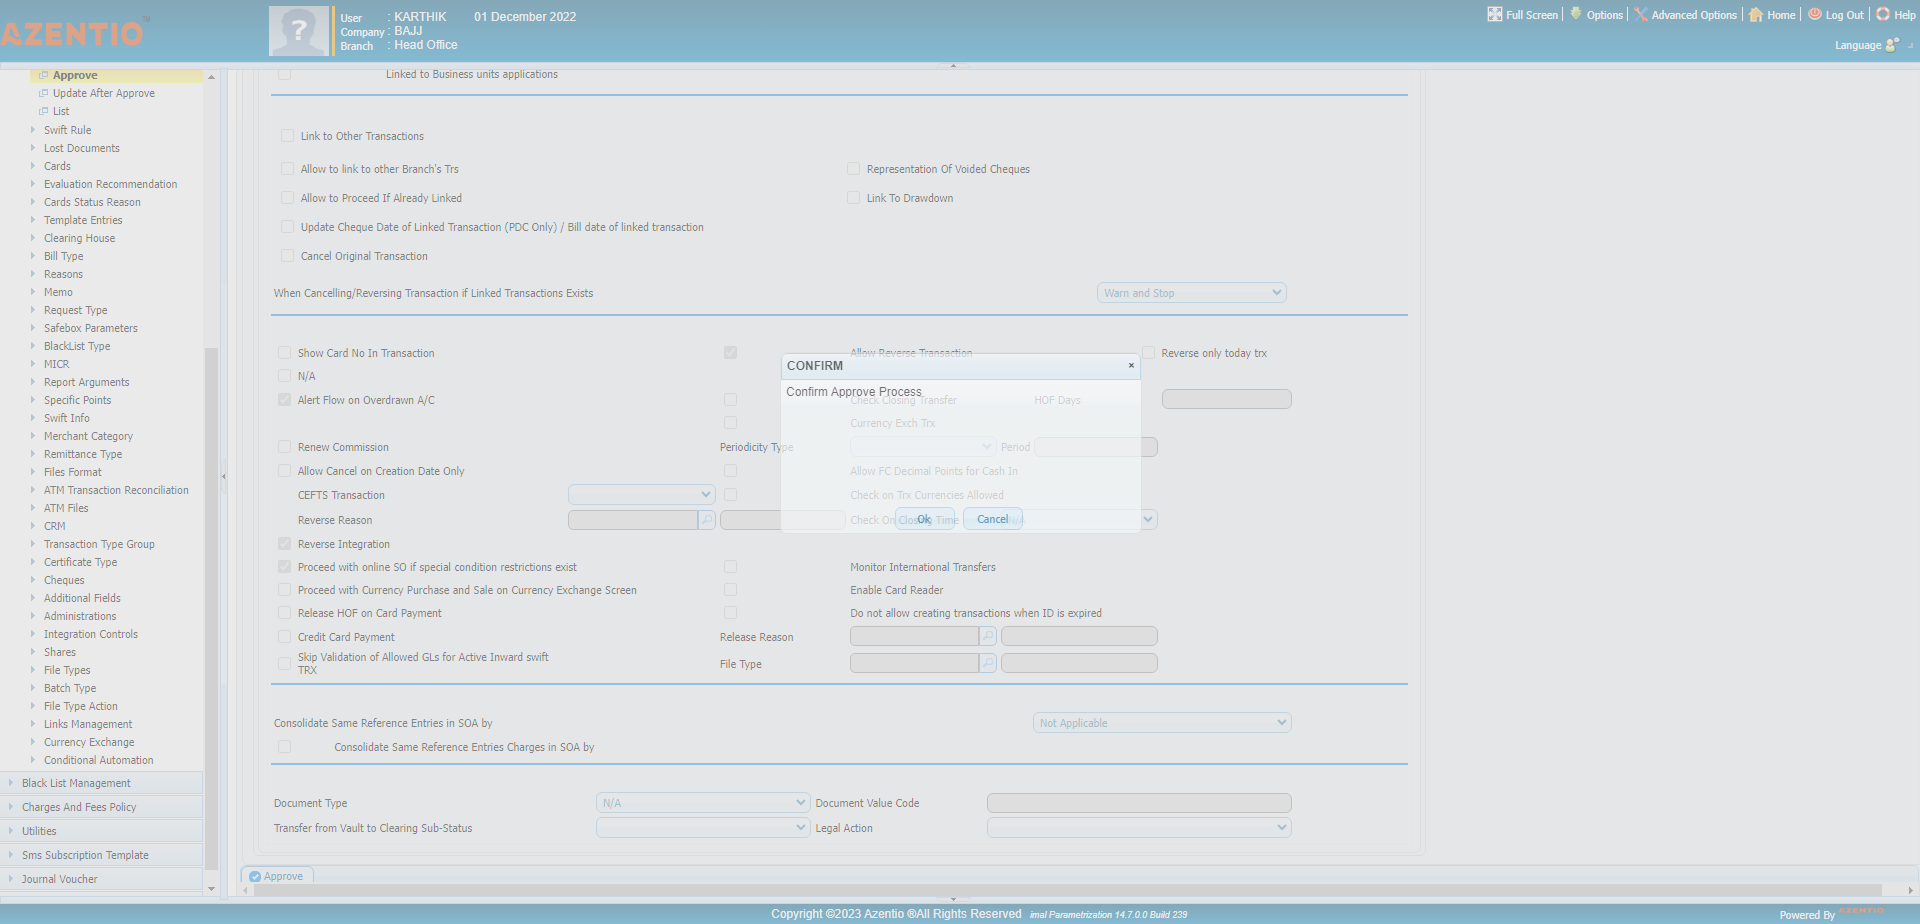 AZENTIO
User : KARTHIK 01 December 2022
Company : BAJJ
Branch : Head Office
Full Screen Options Advanced Options Home Log Out Help
Language
Approve
Update After Approve
List
Swift Rule
Lost Documents
Cards
Evaluation Recommendation
Cards Status Reason
Template Entries
Clearing House
Bill Type
Reasons
Memo
Request Type
Safebox Parameters
BlackList Type
MICR
Report Arguments
Specific Points
Swift Info
Merchant Category
Remittance Type
Files Format
ATM Transaction Reconciliation
ATM Files
CRM
Transaction Type Group
Certificate Type
Cheques
Additional Fields
Administrations
Integration Controls
Shares
File Types
Batch Type
File Type Action
Links Management
Currency Exchange
Conditional Automation
Black List Management
Charges And Fees Policy
Utilities
Sms Subscription Template
Journal Voucher
Linked to Business units applications
Link to Other Transactions
Allow to link to other Branch's Trs Representation Of Voided Cheques
Allow to Proceed If Already Linked Link To Drawdown
Update Cheque Date of Linked Transaction (PDC Only) / Bill date of linked transaction
Cancel Original Transaction
When Cancelling/Reversing Transaction if Linked Transactions Exists Warn and Stop
Show Card No In Transaction Allow Reverse Transaction Reverse only today trx
N/A
Alert Flow on Overdrawn A/C Check Closing Transfer HOF Days
Currency Exch Trx
Renew Commission Periodicity Type Period
Allow Cancel on Creation Date Only Allow FC Decimal Points for Cash In
CEFTS Transaction Check on Trx Currencies Allowed
Reverse Reason Check On Closing Time N/A
Reverse Integration
Proceed with online SO if special condition restrictions exist Monitor International Transfers
Proceed with Currency Purchase and Sale on Currency Exchange Screen Enable Card Reader
Release HOF on Card Payment Do not allow creating transactions when ID is expired
Credit Card Payment Release Reason
Skip Validation of Allowed GLs for Active Inward swift
TRX File Type
CONFIRM
Confirm Approve Process
Ok Cancel
Consolidate Same Reference Entries in SOA by Not Applicable
Consolidate Same Reference Entries Charges in SOA by
Document Type N/A Document Value Code
Transfer from Vault to Clearing Sub-Status Legal Action
Approve
Copyright ©2023 Azentio ®All Rights Reserved imal Parametrization 14.7.0.0 Build 239
Powered By AZENTIO